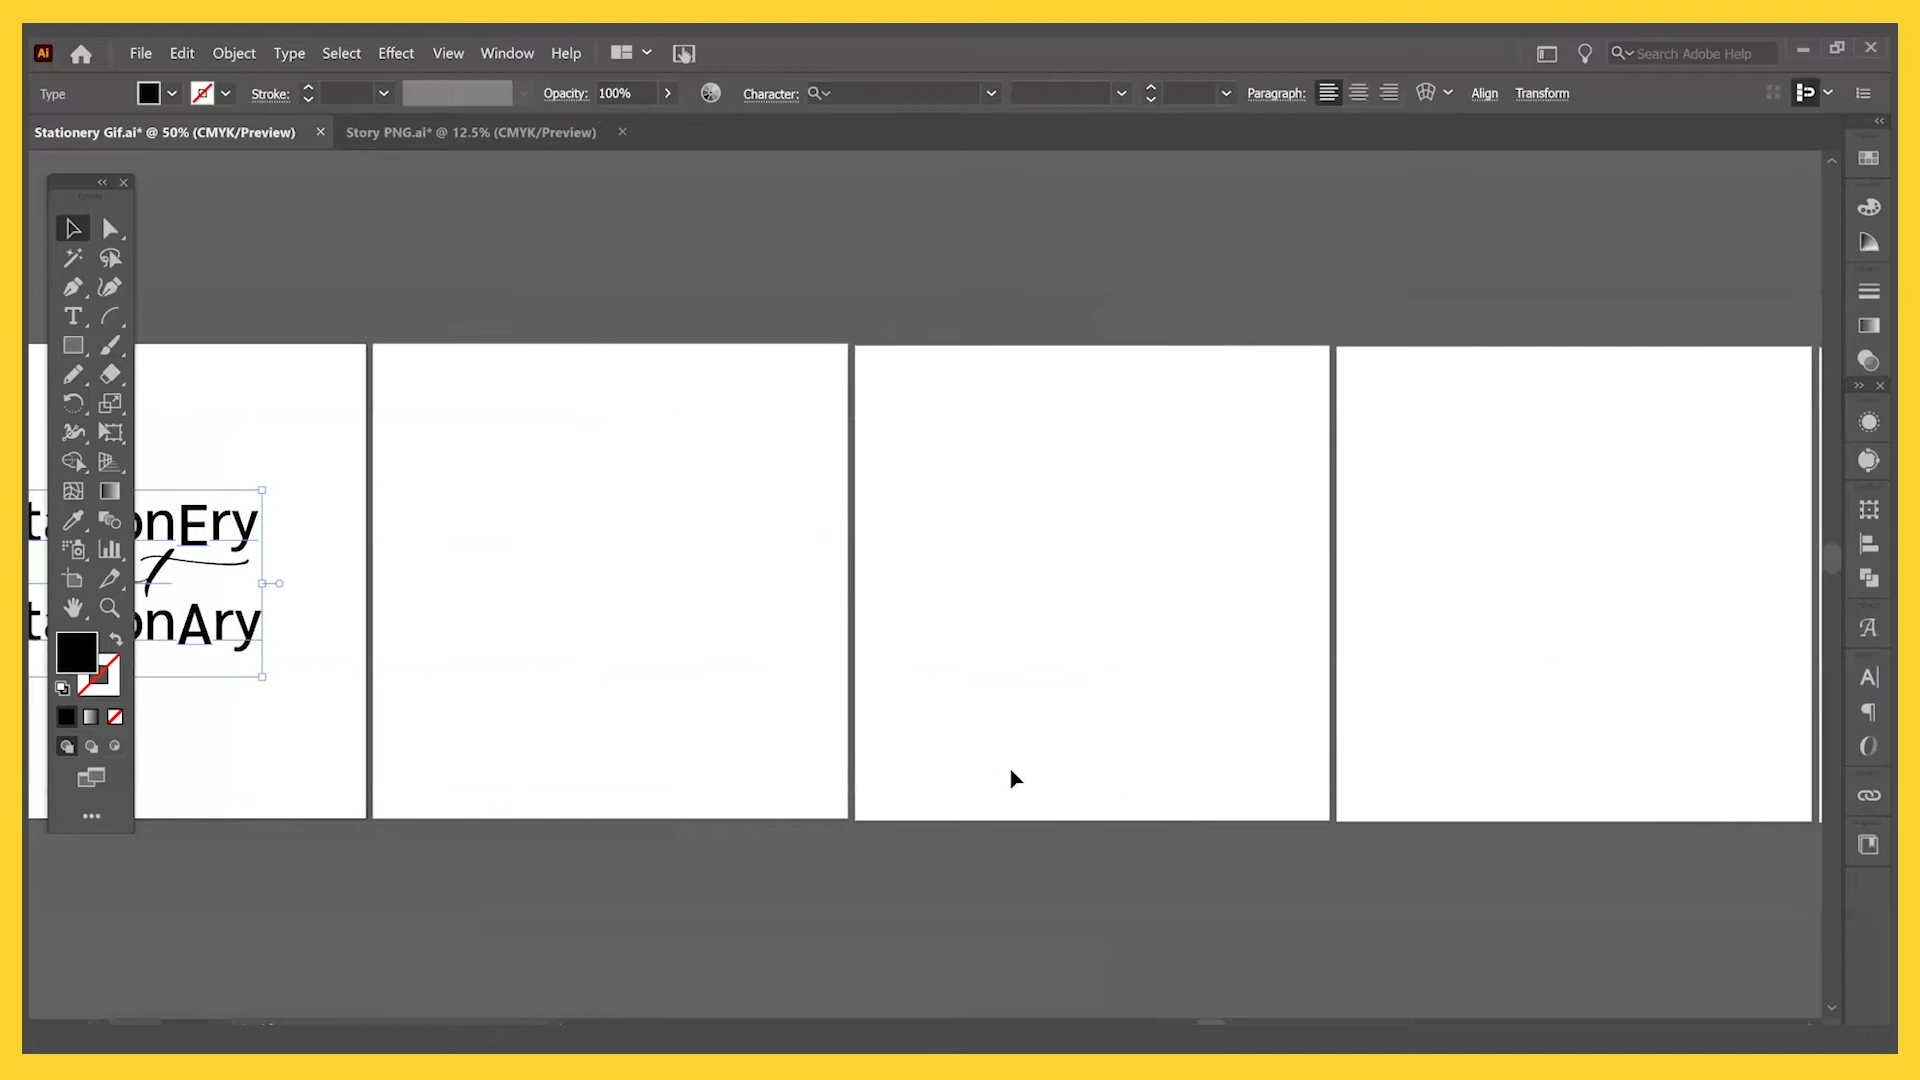 Ai File Edit Object Type Select Effect View Window Help Search Adobe Help
Type Stroke: Opacity: 100% Character: Paragraph: Align Transform
Stationery Gif.ai* @ 50% (CMYK/Preview) Story PNG.ai* @ 12.5% (CMYK/Preview)
onEry
onAry